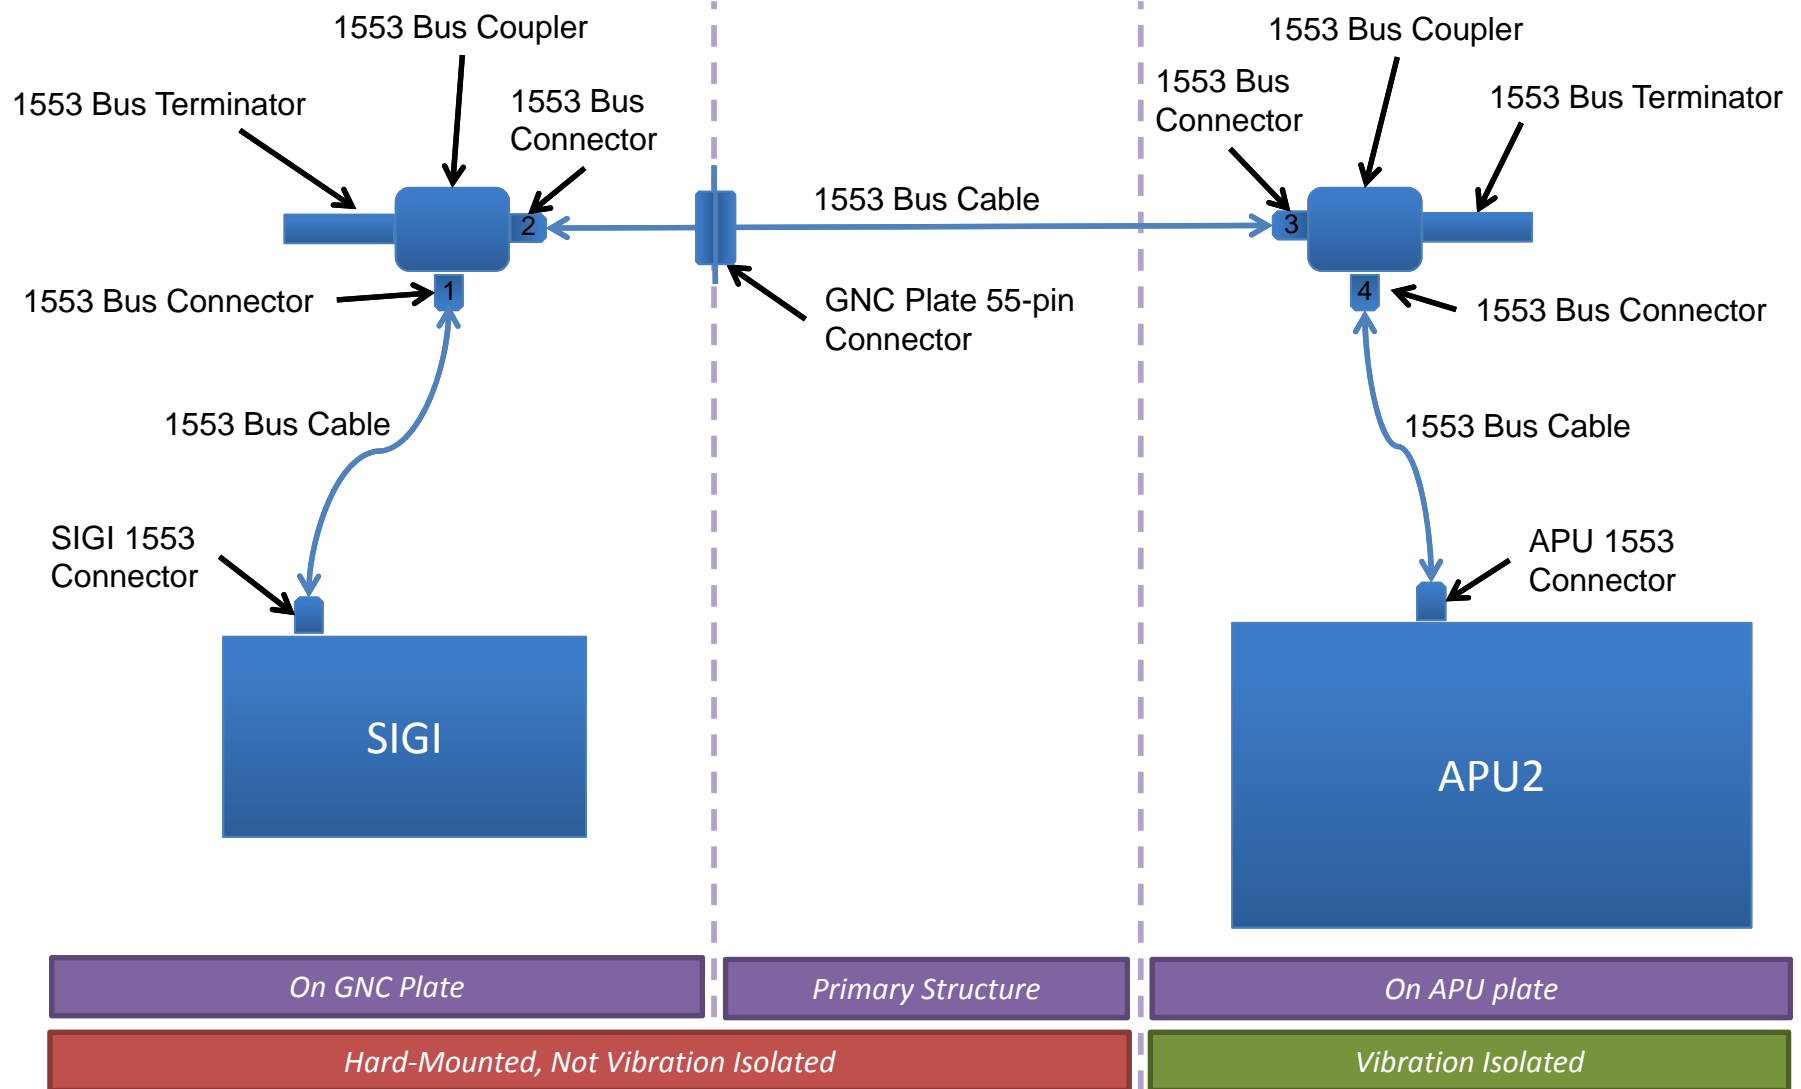 1553 Bus Coupler
1553 Bus Coupler
1553 Bus Terminator
1553 Bus
Connector
1553 Bus
Connector
1553 Bus Terminator
2
1553 Bus Cable
3
1553 Bus Connector
1
GNC Plate 55-pin
Connector
4
1553 Bus Connector
1553 Bus Cable
1553 Bus Cable
SIGI 1553
Connector
APU 1553
Connector
SIGI
APU2
On GNC Plate
Primary Structure
On APU plate
Hard-Mounted, Not Vibration Isolated
Vibration Isolated